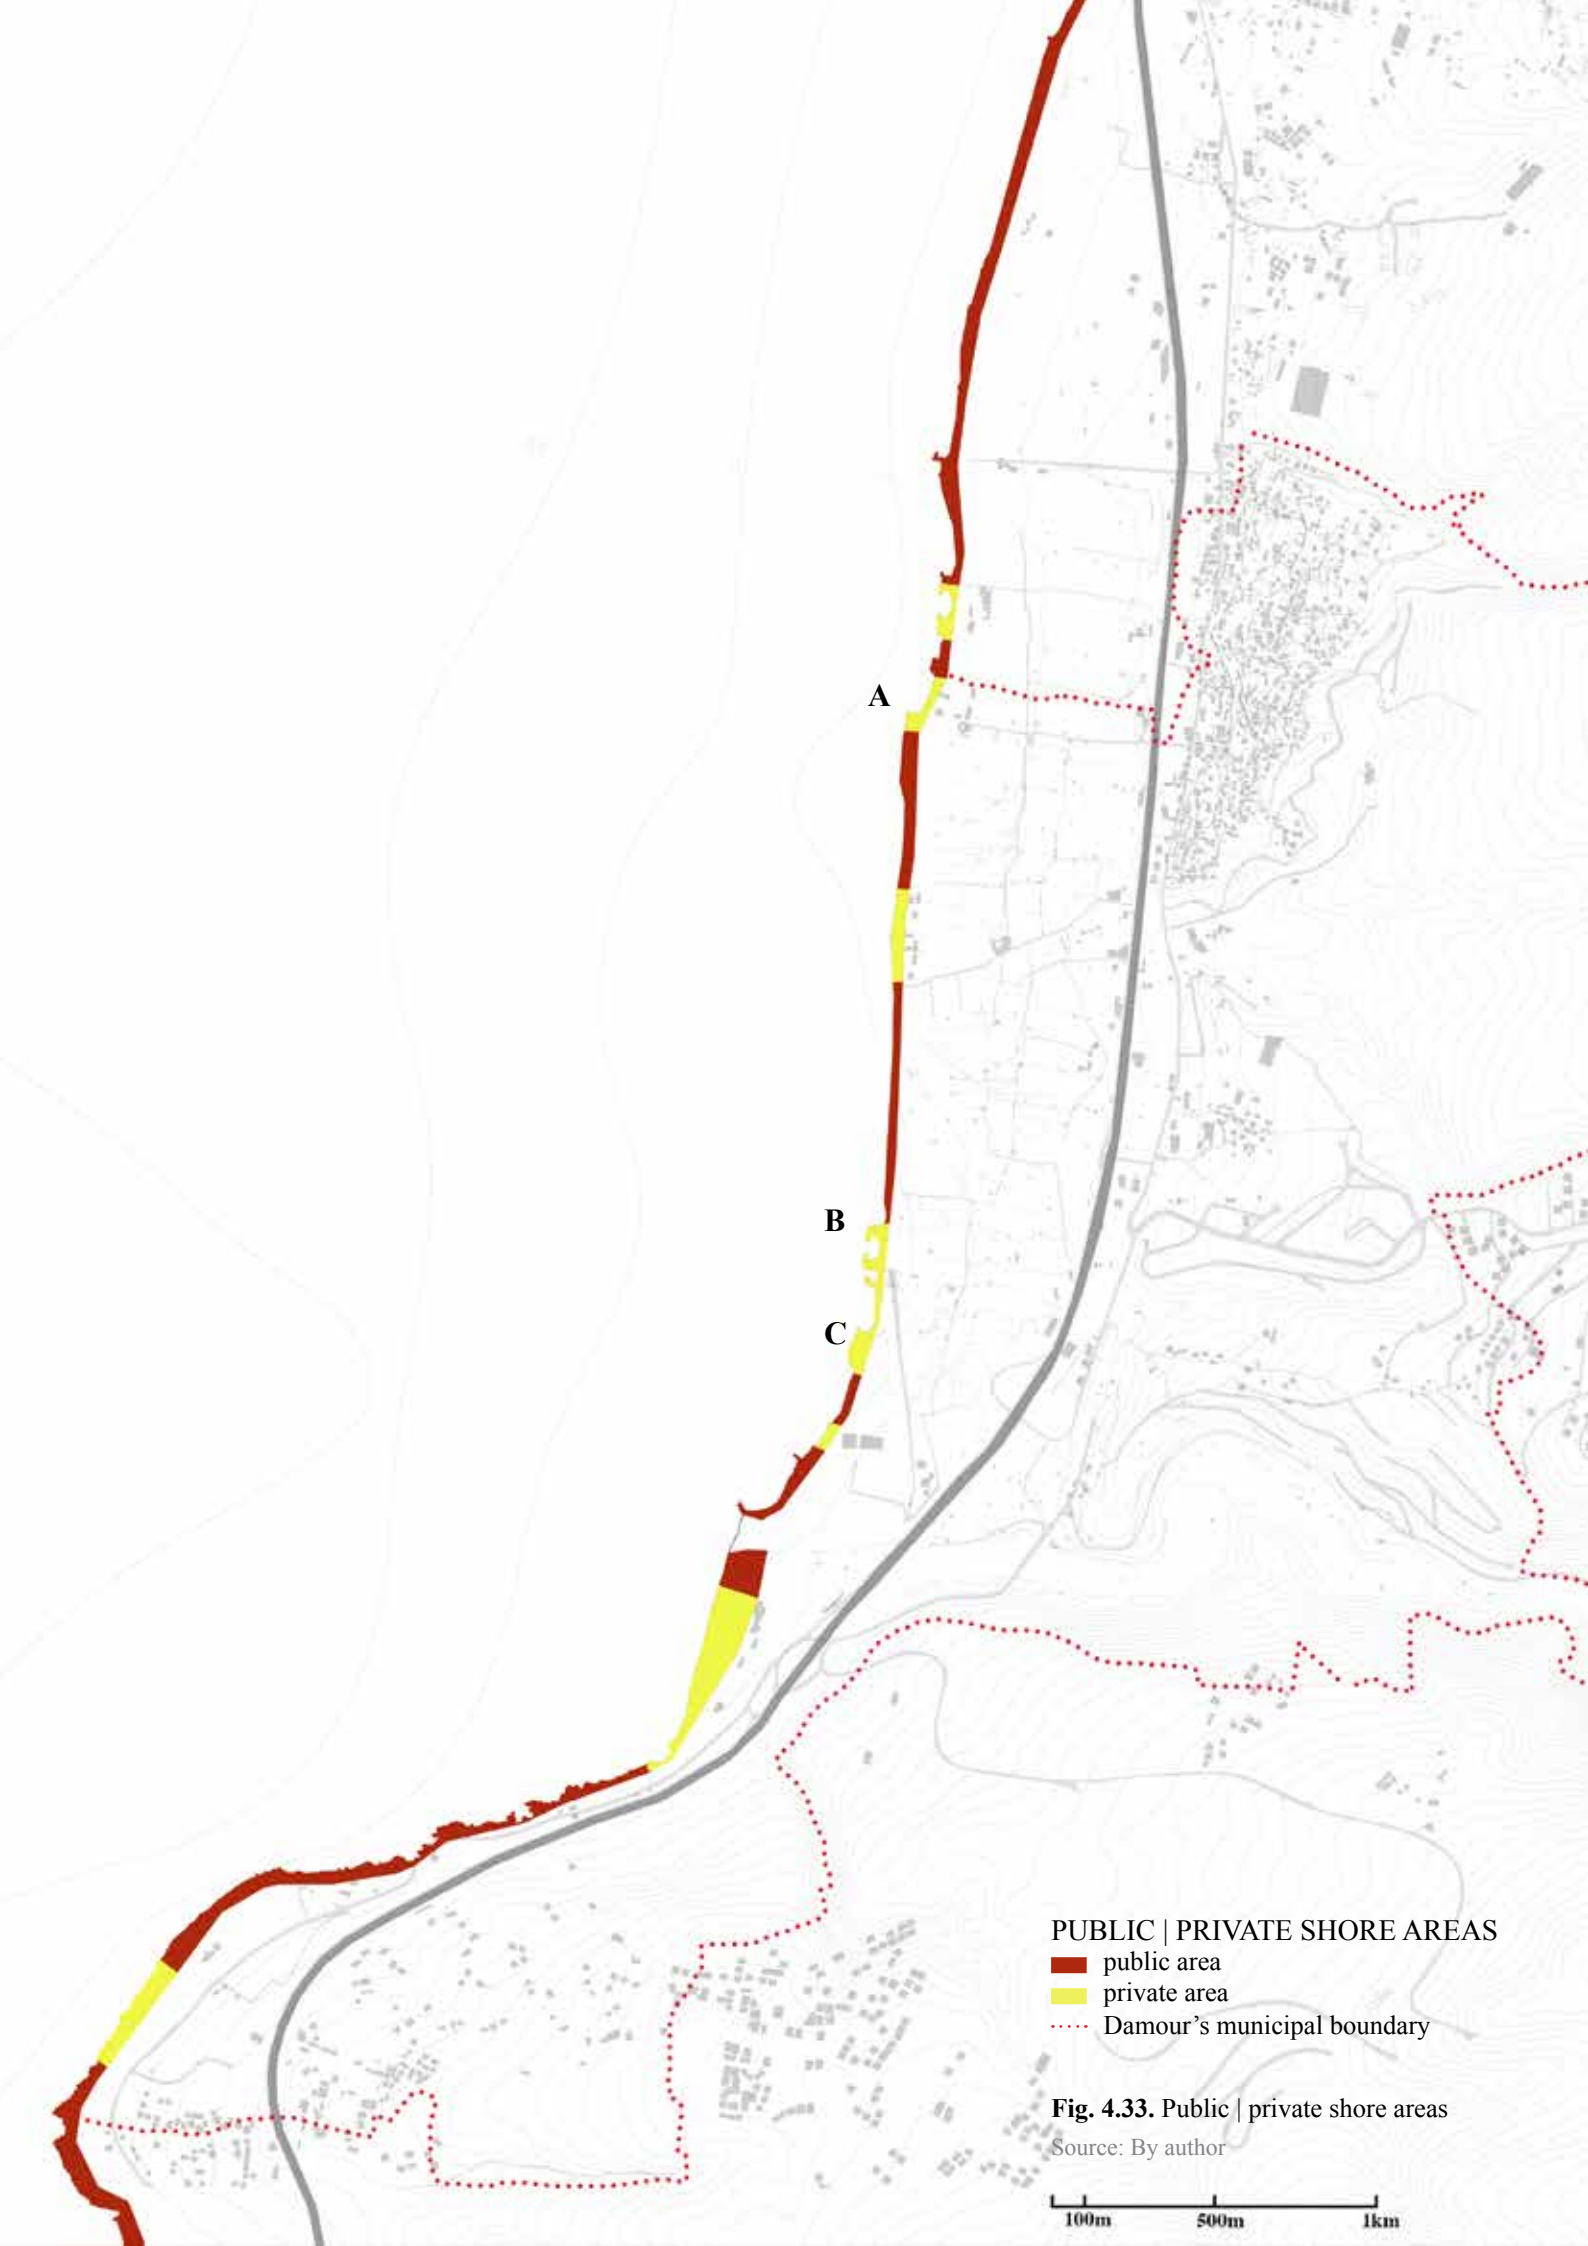 A
B
C
PUBLIC | PRIVATE SHORE AREAS
public area
private area
Damour’s municipal boundary
Fig. 4.33. Public | private shore areas
Source: By author
100m 500m 1km